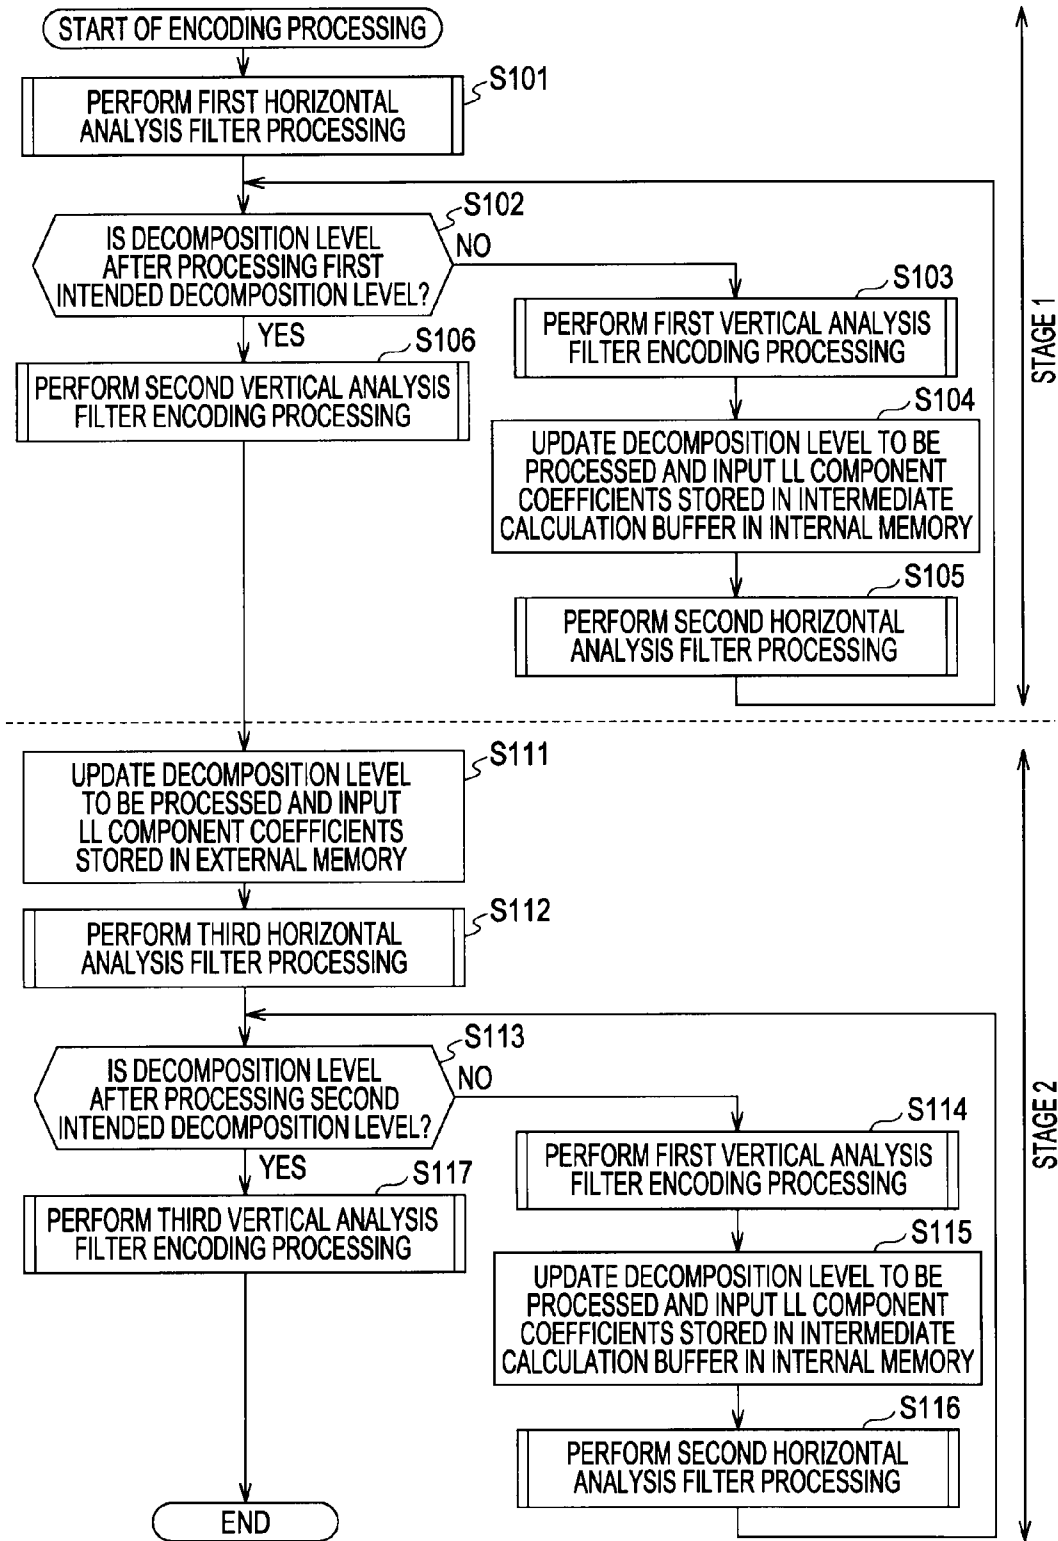 START OF ENCODING PROCESSING
S101
PERFORM FIRST HORIZONTAL
ANALYSIS FILTER PROCESSING
S102
IS DECOMPOSITION LEVEL
AFTER PROCESSING FIRST
INTENDED DECOMPOSITION LEVEL?
NO
YES
S103
PERFORM FIRST VERTICAL ANALYSIS
FILTER ENCODING PROCESSING
S106
PERFORM SECOND VERTICAL ANALYSIS
FILTER ENCODING PROCESSING
S104
UPDATE DECOMPOSITION LEVEL TO BE
PROCESSED AND INPUT LL COMPONENT
COEFFICIENTS STORED IN INTERMEDIATE
CALCULATION BUFFER IN INTERNAL MEMORY
S105
PERFORM SECOND HORIZONTAL
ANALYSIS FILTER PROCESSING
STAGE 1
S111
UPDATE DECOMPOSITION LEVEL
TO BE PROCESSED AND INPUT
LL COMPONENT COEFFICIENTS
STORED IN EXTERNAL MEMORY
S112
PERFORM THIRD HORIZONTAL
ANALYSIS FILTER PROCESSING
S113
IS DECOMPOSITION LEVEL
AFTER PROCESSING SECOND
INTENDED DECOMPOSITION LEVEL?
NO
YES
S114
PERFORM FIRST VERTICAL ANALYSIS
FILTER ENCODING PROCESSING
S117
PERFORM THIRD VERTICAL ANALYSIS
FILTER ENCODING PROCESSING
S115
UPDATE DECOMPOSITION LEVEL TO BE
PROCESSED AND INPUT LL COMPONENT
COEFFICIENTS STORED IN INTERMEDIATE
CALCULATION BUFFER IN INTERNAL MEMORY
S116
PERFORM SECOND HORIZONTAL
ANALYSIS FILTER PROCESSING
STAGE 2
END